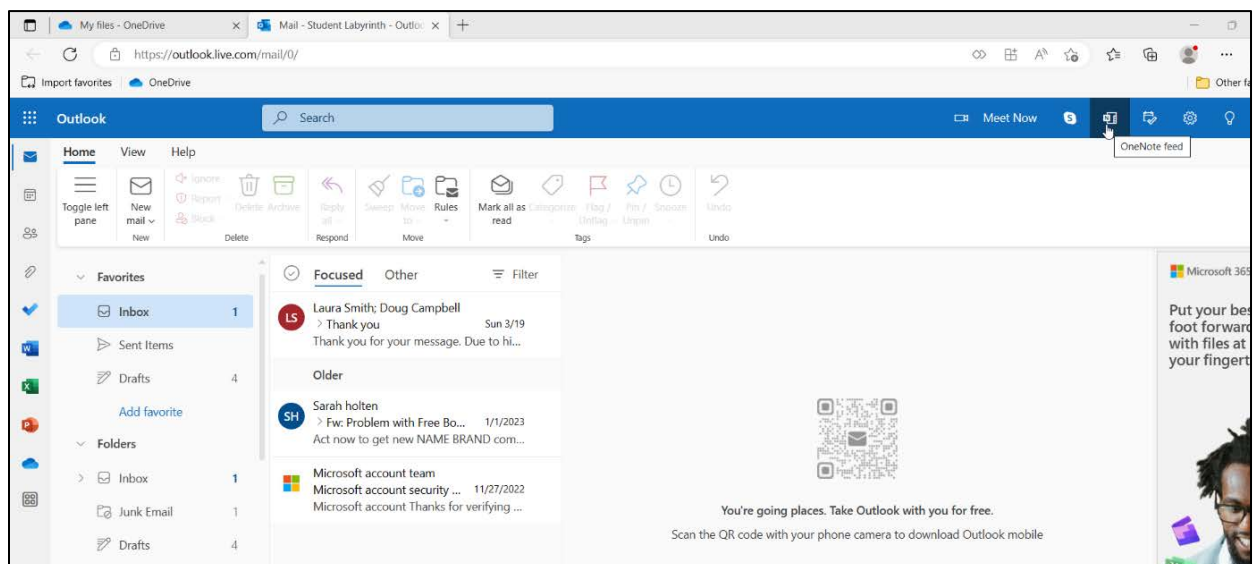 My files - OneDrive
Mail - Student Labyrinth - Outlo
https://outlook.live.com/mail/0/
Import favorites
OneDrive
Other fa
Outlook
Search
Meet Now
OneNote feed
Home View Help
Toggle left pane
New mail
Ignore
Report
Block
Delete Archive
Reply all
Sweep Move to
Rules
Mark all as read
Categorize Flag / Unflag Pin / Unpin Snooze
Undo
New Delete Respond Move Tags Undo
Favorites
Inbox 1
Sent Items
Drafts 4
Add favorite
Folders
Inbox 1
Junk Email 1
Drafts 4
Focused Other Filter
LS
Laura Smith; Doug Campbell
> Thank you Sun 3/19
Thank you for your message. Due to hi...
Older
SH
Sarah holten
> Fw: Problem with Free Bo... 1/1/2023
Act now to get new NAME BRAND com...
Microsoft account team
Microsoft account security ... 11/27/2022
Microsoft account Thanks for verifying ...
You're going places. Take Outlook with you for free.
Scan the QR code with your phone camera to download Outlook mobile
Microsoft 365
Put your bes
foot forward
with files at
your fingert